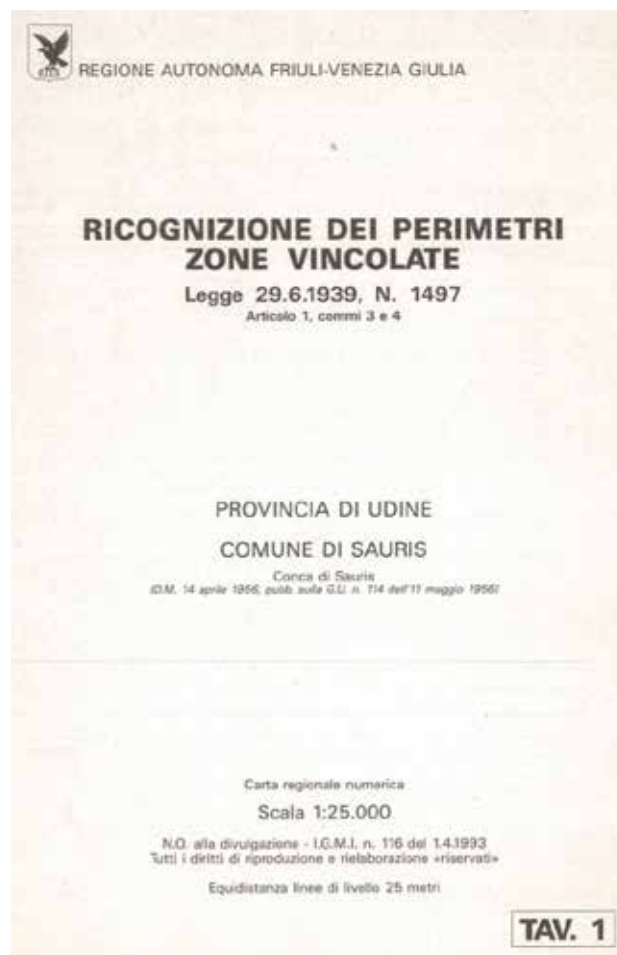 REGIONE AUTONOMA FRIULI-VENEZIA GIULIA
RICOGNIZIONE DEI PERIMETRI
ZONE VINCOLATE
Legge 29.6.1939, N. 1497
Articolo 1, commi 3 e 4
PROVINCIA DI UDINE
COMUNE DI SAURIS
Conca di Sauris
(D.M. 14 aprile 1956, pubb. sulla G.U. n. 114 dell'11 maggio 1956)
Carta regionale numerica
Scala 1:25.000
N.O. alla divulgazione - I.G.M.I. n. 116 del 1.4.1993
Tutti i diritti di riproduzione e rielaborazione «riservati»
Equidistanza linee di livello 25 metri
TAV. 1